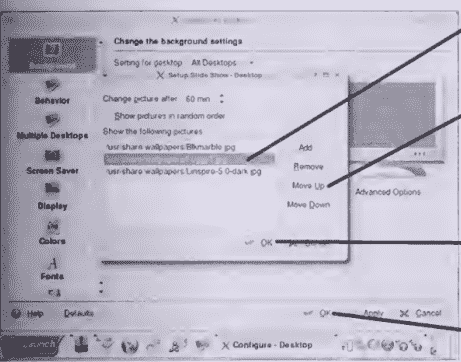 Change the background settings
Setting for desktop All Desktops
Setup Slide Show - Desktop
Change picture after 60 min
Show pictures in random order
Show the following pictures
/usr/share/wallpapers/Blkmarble.jpg
/usr/share/wallpapers/Linspire-5.0-dark.jpg
Add
Remove
Move Up
Move Down
OK
Behavior
Multiple Desktops
Screen Saver
Display
Colors
Fonts
Advanced Options
Help
Defaults
OK
Apply
Cancel
Launch
Configure - Desktop